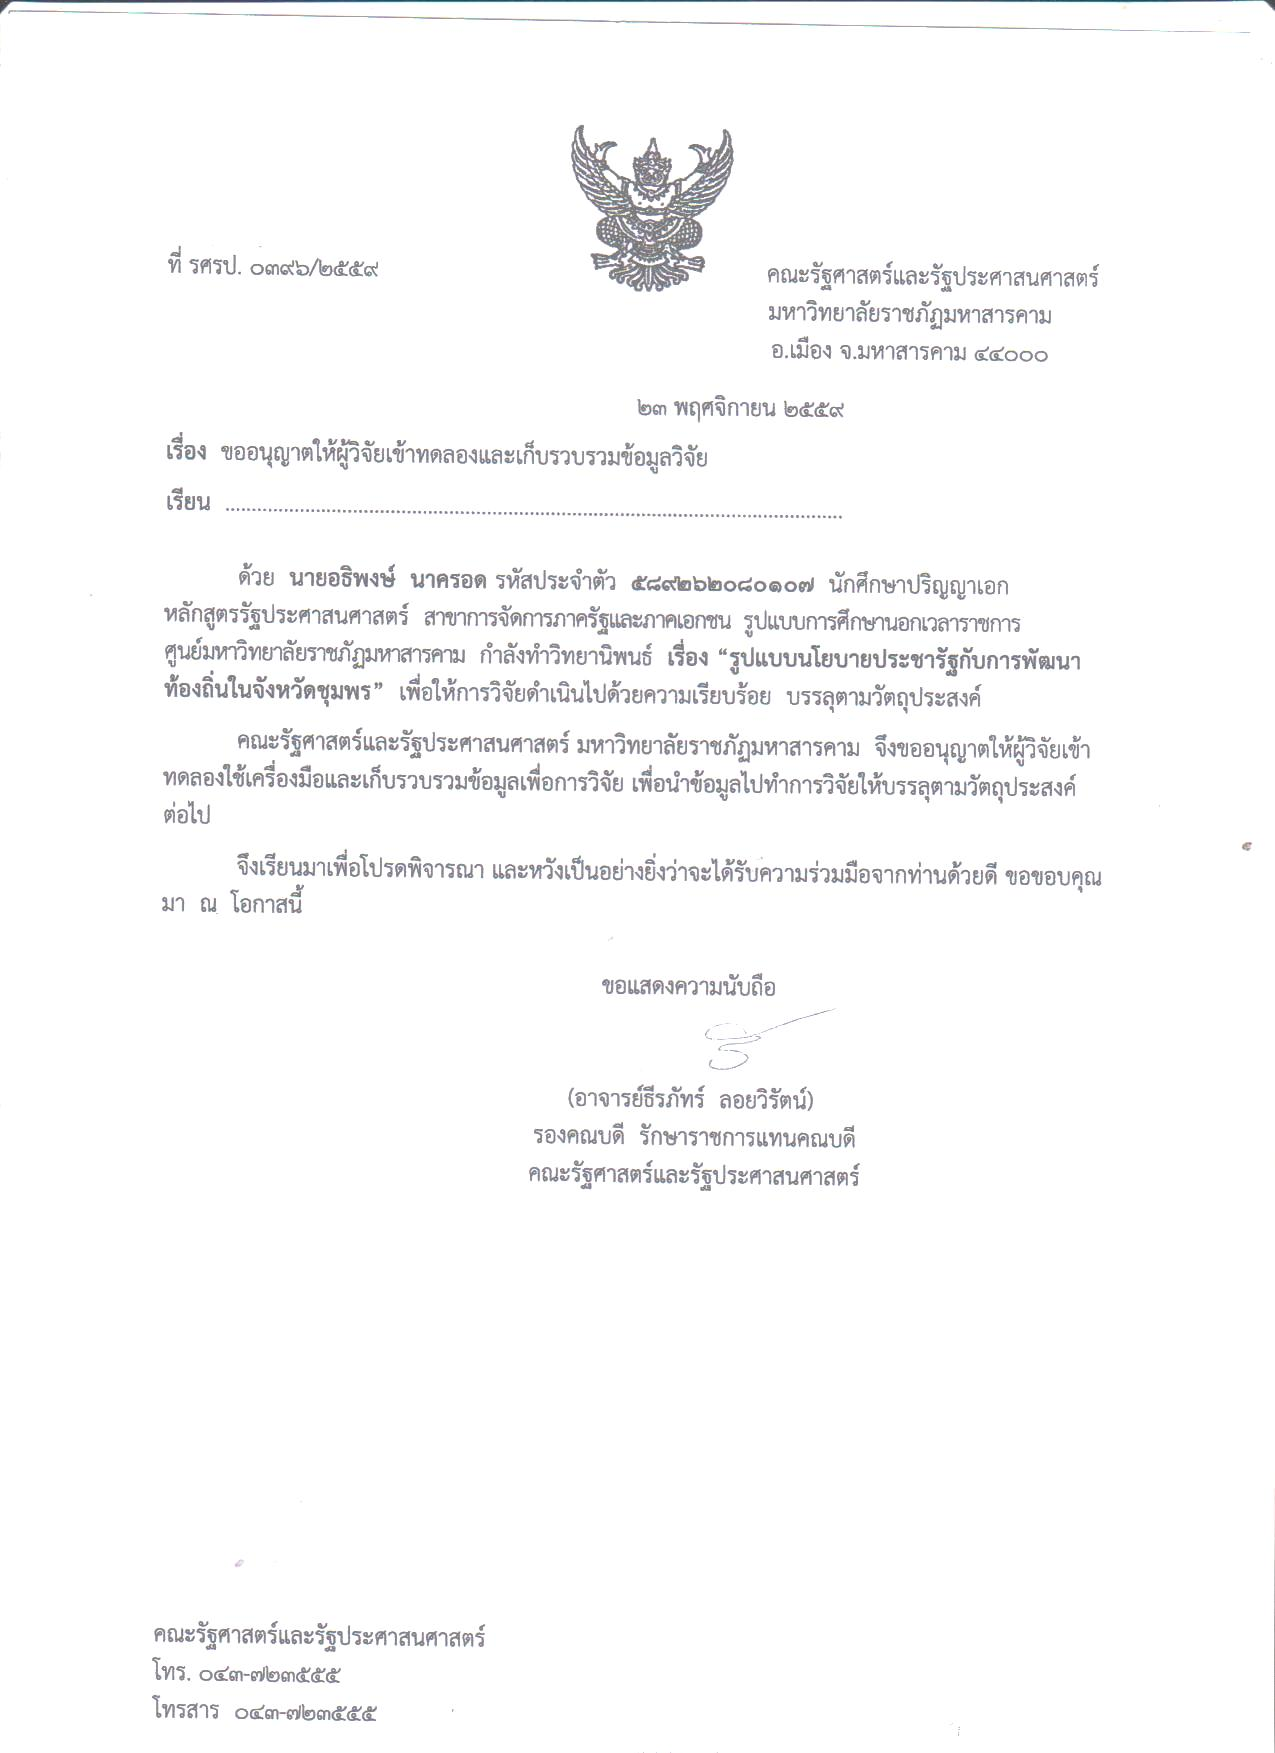 ที่ รศรป. ๐๓๙๖/๒๕๕๙
คณะรัฐศาสตร์และรัฐประศาสนศาสตร์
มหาวิทยาลัยราชภัฏมหาสารคาม
อ.เมือง จ.มหาสารคาม ๔๔๐๐๐
๒๓ พฤศจิกายน ๒๕๕๙
เรื่อง ขออนุญาตให้ผู้วิจัยเข้าทดลองและเก็บรวบรวมข้อมูลวิจัย
เรียน ....................................................................................................................
ด้วย นายอธิพงษ์ นาครอด รหัสประจำตัว ๕๘๙๒๖๒๐๘๐๑๐๗ นักศึกษาปริญญาเอก
หลักสูตรรัฐประศาสนศาสตร์ สาขาการจัดการภาครัฐและภาคเอกชน รูปแบบการศึกษานอกเวลาราชการ
ศูนย์มหาวิทยาลัยราชภัฏมหาสารคาม กำลังทำวิทยานิพนธ์ เรื่อง “รูปแบบนโยบายประชารัฐกับการพัฒนา
ท้องถิ่นในจังหวัดชุมพร” เพื่อให้การวิจัยดำเนินไปด้วยความเรียบร้อย บรรลุตามวัตถุประสงค์
คณะรัฐศาสตร์และรัฐประศาสนศาสตร์ มหาวิทยาลัยราชภัฏมหาสารคาม จึงขออนุญาตให้ผู้วิจัยเข้า
ทดลองใช้เครื่องมือและเก็บรวบรวมข้อมูลเพื่อการวิจัย เพื่อนำข้อมูลไปทำการวิจัยให้บรรลุตามวัตถุประสงค์
ต่อไป
จึงเรียนมาเพื่อโปรดพิจารณา และหวังเป็นอย่างยิ่งว่าจะได้รับความร่วมมือจากท่านด้วยดี ขอขอบคุณ
มา ณ โอกาสนี้
ขอแสดงความนับถือ
(อาจารย์ธีรภัทร์ ลอยวิรัตน์)
รองคณบดี รักษาราชการแทนคณบดี
คณะรัฐศาสตร์และรัฐประศาสนศาสตร์
คณะรัฐศาสตร์และรัฐประศาสนศาสตร์
โทร. ๐๔๓-๗๒๓๕๕๕
โทรสาร ๐๔๓-๗๒๓๕๕๕